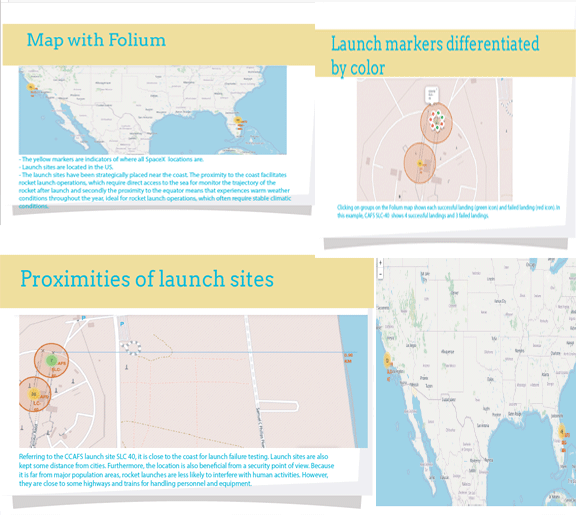 Map with Folium
- The yellow markers are indicators of where all SpaceX locations are.
- Launch sites are located in the US.
- The launch sites have been strategically placed near the coast. The proximity to the coast facilitates
rocket launch operations, which require direct access to the sea for monitor the trajectory of the
rocket after launch and secondly the proximity to the equator means that experiences warm weather
conditions throughout the year, ideal for rocket launch operations, which often require stable climatic
conditions.
Launch markers differentiated
by color
Clicking on groups on the Folium map shown each successful landing (green icon) and failed landing (red icon). In
this example, CAFS SLC-40 shows 4 successful landings and 3 failed landings.
Proximities of launch sites
P
P
Referring to the CCAFS launch site SLC 40, it is close to the coast for launch failure testing. Launch sites are also
kept some distance from cities. Furthermore, the location is also beneficial from a security point of view. Because
it is far from major population areas, rocket launches are less likely to interfere with human activities. However,
they are close to some highways and trains for handling personnel and equipment.
+
-